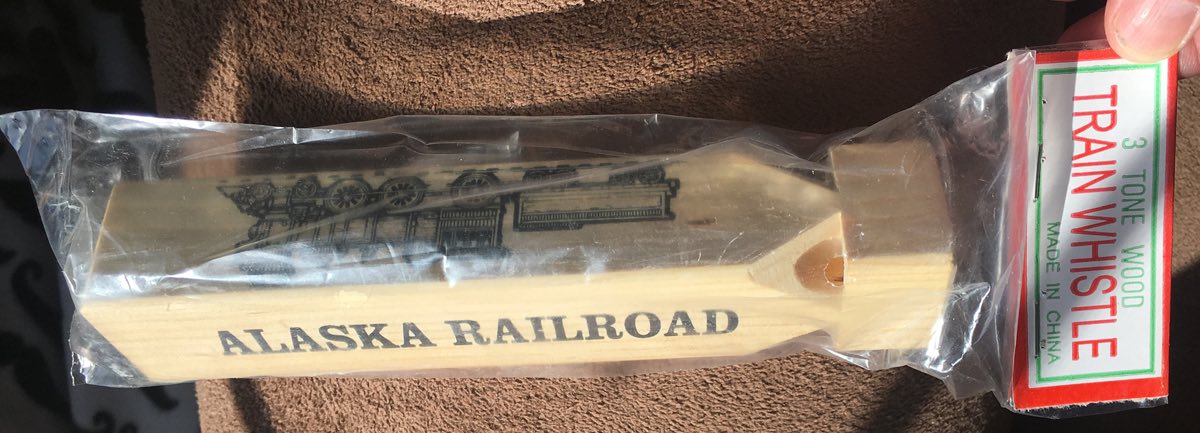 ALASKA RAILROAD
3 TONE WOOD
TRAIN WHISTLE
MADE IN CHINA